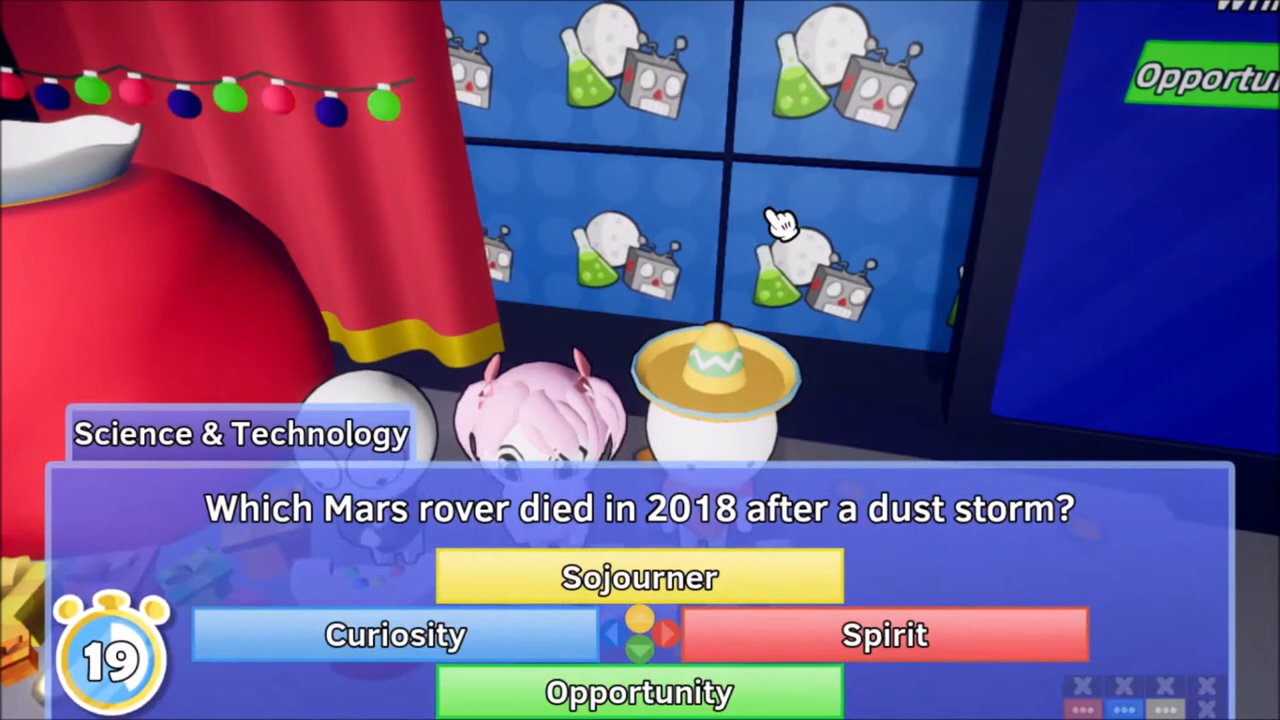 Opportu
Science & Technology
Which Mars rover died in 2018 after a dust storm?
Sojourner
Curiosity
Spirit
Opportunity
19